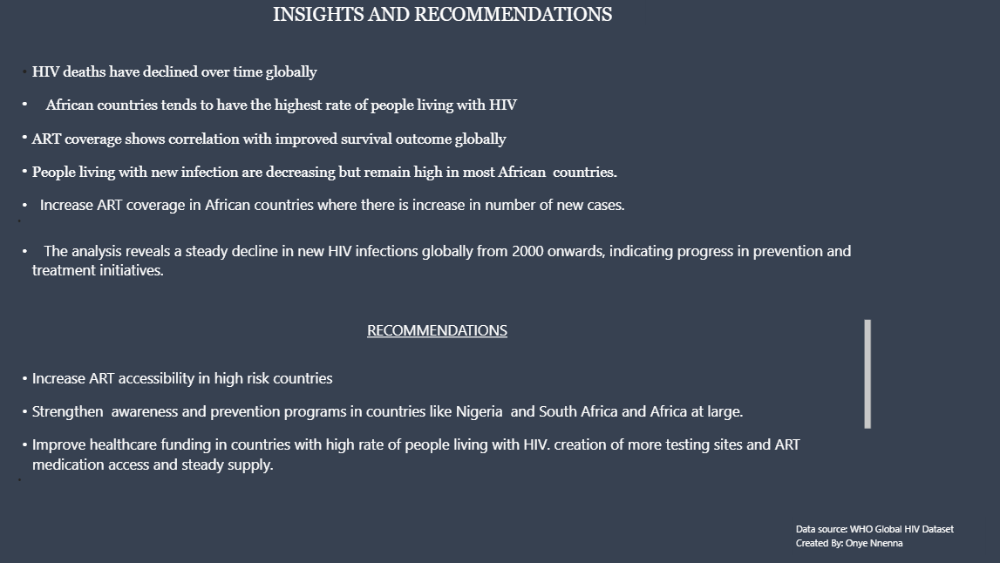 INSIGHTS AND RECOMMENDATIONS
• HIV deaths have declined over time globally
• African countries tends to have the highest rate of people living with HIV
• ART coverage shows correlation with improved survival outcome globally
• People living with new infection are decreasing but remain high in most African  countries.
• Increase ART coverage in African countries where there is increase in number of new cases.
• The analysis reveals a steady decline in new HIV infections globally from 2000 onwards, indicating progress in prevention and
treatment initiatives.
RECOMMENDATIONS
• Increase ART accessibility in high risk countries
• Strengthen  awareness and prevention programs in countries like Nigeria  and South Africa and Africa at large.
• Improve healthcare funding in countries with high rate of people living with HIV. creation of more testing sites and ART
medication access and steady supply.
Data source: WHO Global HIV Dataset
Created By: Onye Nnenna